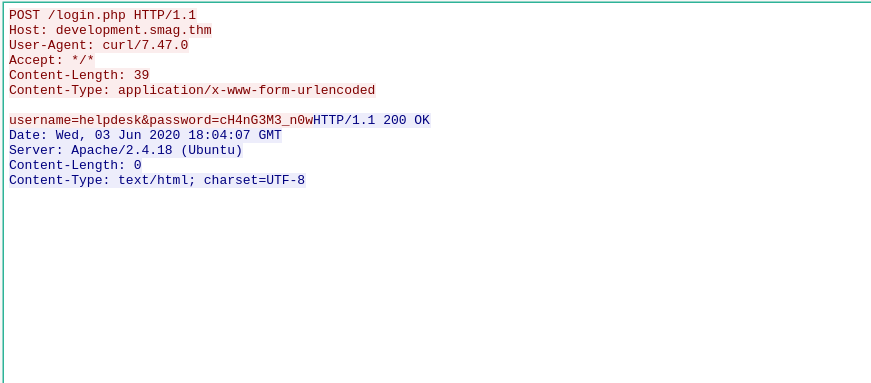 POST /login.php HTTP/1.1
Host: development.smag.thm
User-Agent: curl/7.47.0
Accept: */*
Content-Length: 39
Content-Type: application/x-www-form-urlencoded
username=helpdesk&password=cH4nG3M3_n0wHTTP/1.1 200 OK
Date: Wed, 03 Jun 2020 18:04:07 GMT
Server: Apache/2.4.18 (Ubuntu)
Content-Length: 0
Content-Type: text/html; charset=UTF-8